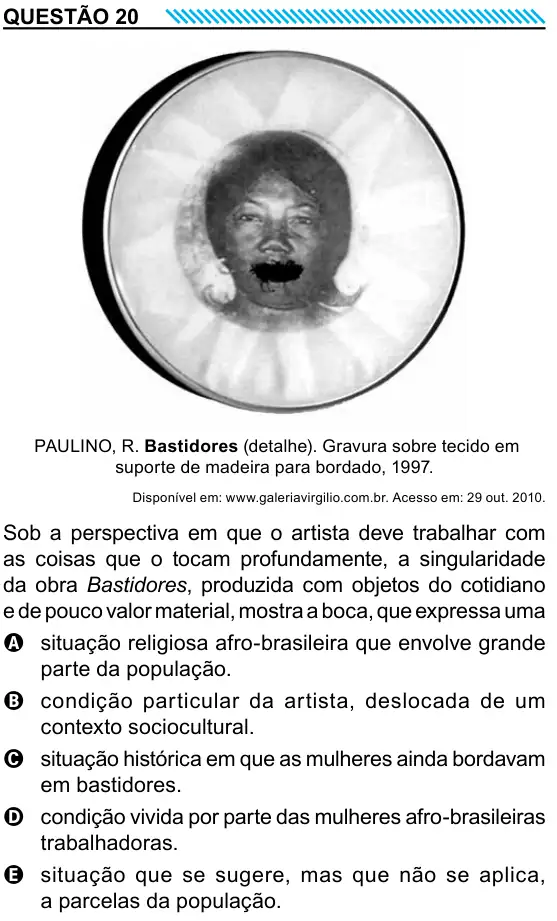 QUESTÃO 20
PAULINO, R. Bastidores (detalhe). Gravura sobre tecido em
suporte de madeira para bordado, 1997.
Disponível em: www.galeriavirgilio.com.br. Acesso em: 29 out. 2010.
Sob a perspectiva em que o artista deve trabalhar com
as coisas que o tocam profundamente, a singularidade
da obra Bastidores, produzida com objetos do cotidiano
e de pouco valor material, mostra a boca, que expressa uma
A situação religiosa afro-brasileira que envolve grande
parte da população.
B condição particular da artista, deslocada de um
contexto sociocultural.
C situação histórica em que as mulheres ainda bordavam
em bastidores.
D condição vivida por parte das mulheres afro-brasileiras
trabalhadoras.
E situação que se sugere, mas que não se aplica,
a parcelas da população.